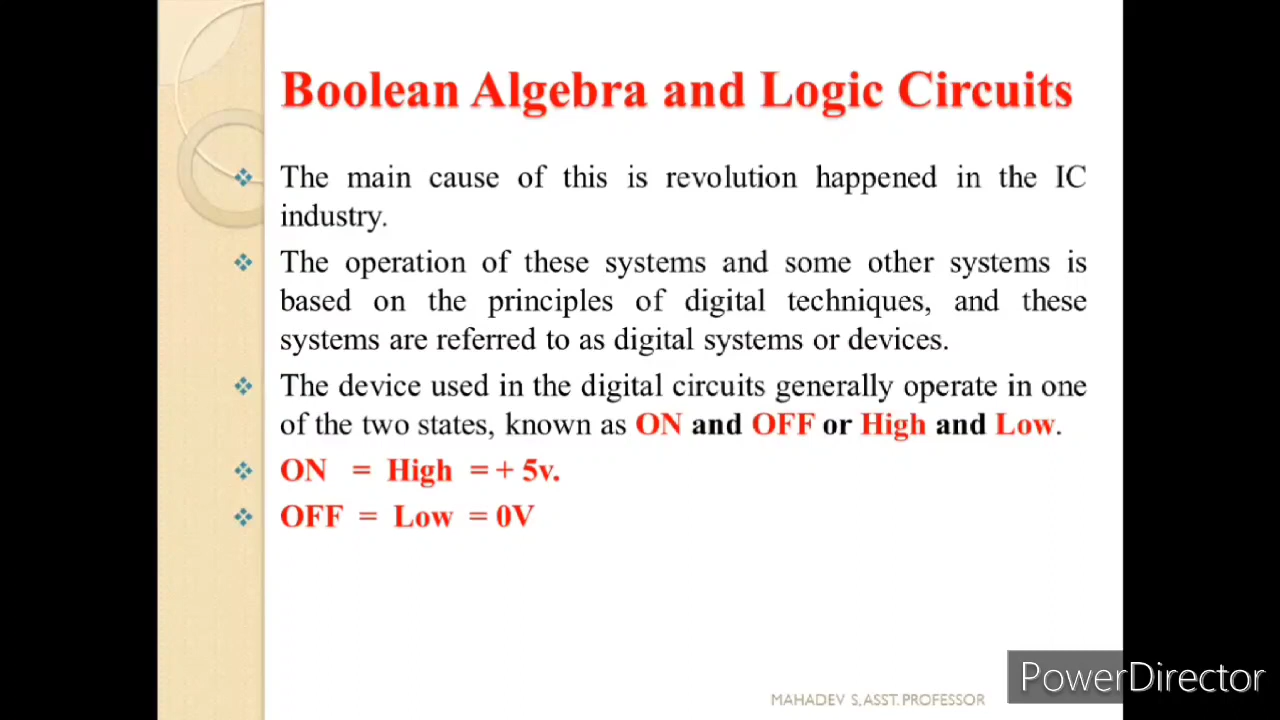 Boolean Algebra and Logic Circuits
The main cause of this is revolution happened in the IC
industry.
The operation of these systems and some other systems is
based on the principles of digital techniques, and these
systems are referred to as digital systems or devices.
The device used in the digital circuits generally operate in one
of the two states, known as ON and OFF or High and Low.
ON = High = + 5v.
OFF = Low = 0V
MAHADEV S,ASST.PROFESSOR
PowerDirector